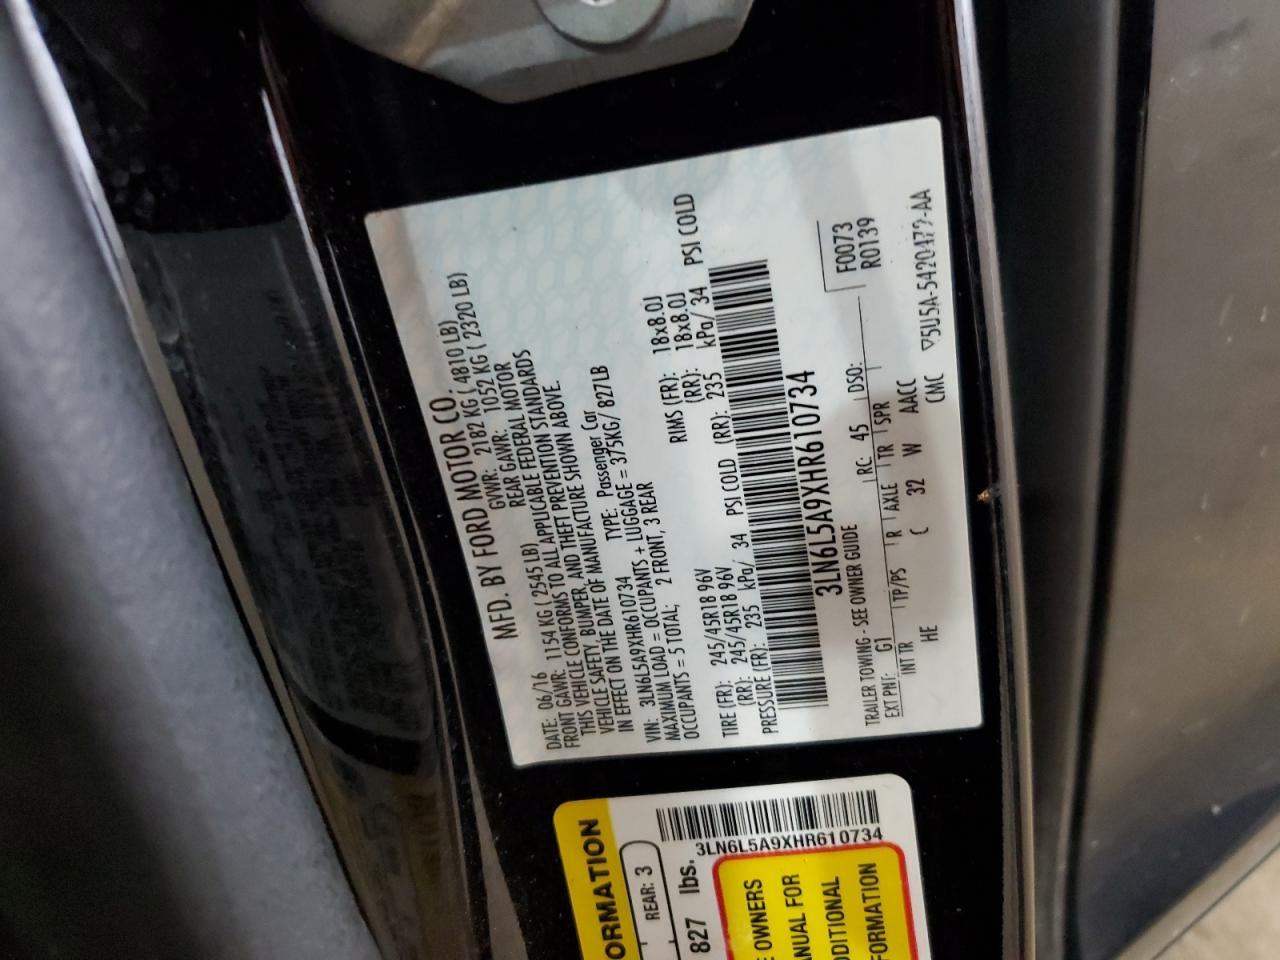 MFD. BY FORD MOTOR CO.
DATE: 06/16 GVWR: 2182 KG ( 4810 LB)
FRONT GAWR: 1154 KG ( 2545 LB) REAR GAWR: 1052 KG ( 2320 LB)
THIS VEHICLE CONFORMS TO ALL APPLICABLE FEDERAL MOTOR
VEHICLE SAFETY, BUMPER, AND THEFT PREVENTION STANDARDS
IN EFFECT ON THE DATE OF MANUFACTURE SHOWN ABOVE.
VIN: 3LN6L5A9XHR610734 TYPE: Passenger Car
MAXIMUM LOAD = OCCUPANTS + LUGGAGE = 375KG/ 827LB
OCCUPANTS = 5 TOTAL; 2 FRONT, 3 REAR
TIRE (FR): 245/45R18 96V RIMS (FR): 18x8.0J
(RR): 245/45R18 96V (RR): 18x8.0J
PRESSURE (FR): 235 kPa/ 34 PSI COLD (RR): 235 kPa/ 34 PSI COLD
3LN6L5A9XHR610734
F0073
R0139
TRAILER TOWING - SEE OWNER GUIDE
EXT PNT: G1 RC: 45 DSO:
INT TR TP/PS R AXLE TR SPR
HE C 32 W AACC
CMC
▽5U5A-5420472-AA
ORMATION
REAR: 3
827 lbs.
3LN6L5A9XHR610734
E OWNERS
ANUAL FOR
DDITIONAL
FORMATION